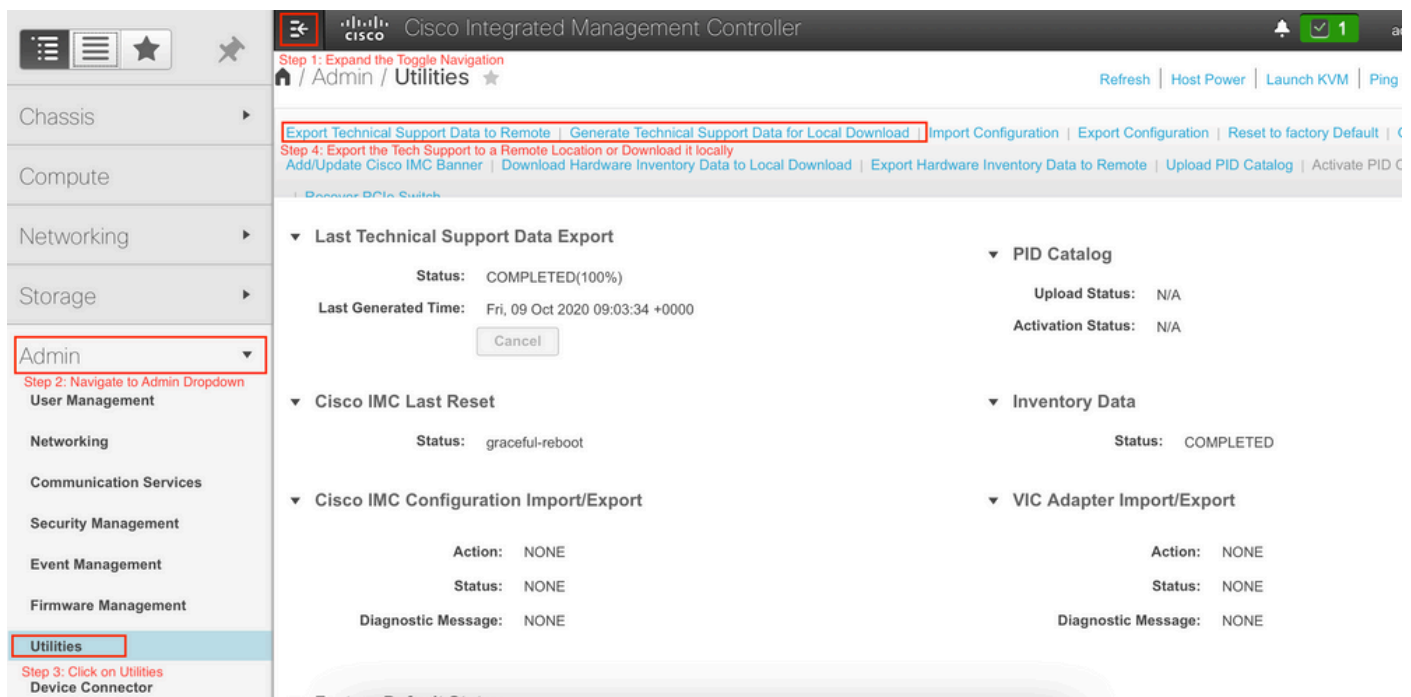 cisco Cisco Integrated Management Controller 1
Step 1: Expand the Toggle Navigation
/ Admin / Utilities
Refresh | Host Power | Launch KVM | Ping
Chassis
Compute
Networking
Storage
Admin
Step 2: Navigate to Admin Dropdown
User Management
Networking
Communication Services
Security Management
Event Management
Firmware Management
Utilities
Step 3: Click on Utilities
Device Connector
Export Technical Support Data to Remote | Generate Technical Support Data for Local Download | Import Configuration | Export Configuration | Reset to factory Default |
Step 4: Export the Tech Support to a Remote Location or Download it locally
Add/Update Cisco IMC Banner | Download Hardware Inventory Data to Local Download | Export Hardware Inventory Data to Remote | Upload PID Catalog | Activate PID
| Recover PCIe Switch
Last Technical Support Data Export
Status: COMPLETED(100%)
Last Generated Time: Fri, 09 Oct 2020 09:03:34 +0000
Cancel
PID Catalog
Upload Status: N/A
Activation Status: N/A
Cisco IMC Last Reset
Status: graceful-reboot
Inventory Data
Status: COMPLETED
Cisco IMC Configuration Import/Export
Action: NONE
Status: NONE
Diagnostic Message: NONE
VIC Adapter Import/Export
Action: NONE
Status: NONE
Diagnostic Message: NONE